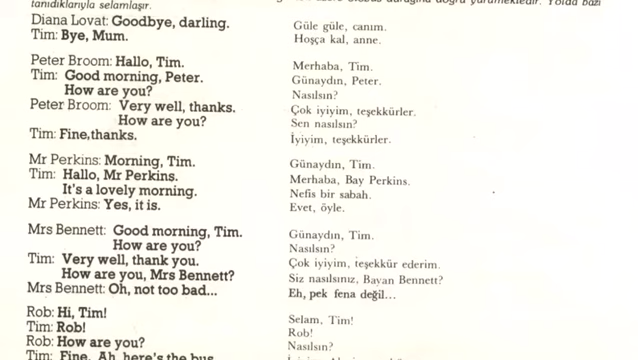 tanıdıklarıyla selamlaşır.
Diana Lovat: Goodbye, darling.
Tim: Bye, Mum.
Güle güle, canım.
Hoşça kal, anne.
Peter Broom: Hallo, Tim.
Tim: Good morning, Peter.
How are you?
Peter Broom: Very well, thanks.
How are you?
Tim: Fine, thanks.
Merhaba, Tim.
Günaydın, Peter.
Nasılsın?
Çok iyiyim, teşekkürler.
Sen nasılsın?
İyiyim, teşekkürler.
Mr Perkins: Morning, Tim.
Tim: Hallo, Mr Perkins.
It's a lovely morning.
Mr Perkins: Yes, it is.
Günaydın, Tim.
Merhaba, Bay Perkins.
Nefis bir sabah.
Evet, öyle.
Mrs Bennett: Good morning, Tim.
How are you?
Tim: Very well, thank you.
How are you, Mrs Bennett?
Mrs Bennett: Oh, not too bad...
Günaydın, Tim.
Nasılsın?
Çok iyiyim, teşekkür ederim.
Siz nasılsınız, Bayan Bennett?
Eh, pek fena değil...
Rob: Hi, Tim!
Tim: Rob!
Rob: How are you?
Tim: Fine. Ah, here's the bus
Selam, Tim!
Rob!
Nasılsın?